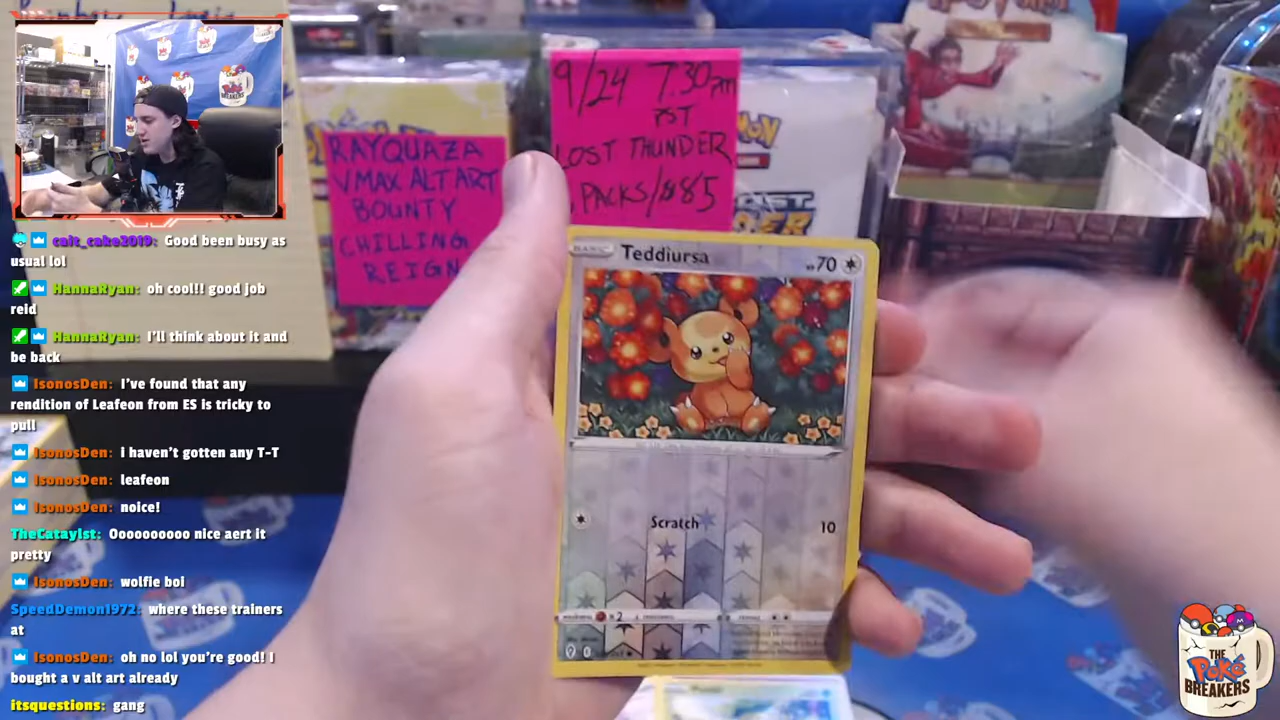 9/24 7:30pm
PST
LOST THUNDER
PACKS/$85
RAYQUAZA
VMAX ALT ART
BOUNTY
CHILLING
REIGN
cait_cake2019: Good been busy as
usual lol
HannaRyan: oh cool!! good job
reid
HannaRyan: I'll think about it and
be back
IsonosDen: I've found that any
rendition of Leafeon from ES is tricky to
pull
IsonosDen: i haven't gotten any T-T
IsonosDen: leafeon
IsonosDen: noice!
TheCatayist: Ooooooooo nice aert it
pretty
IsonosDen: wolfie boi
SpeedDemon1972: where these trainers
at
IsonosDen: oh no lol you're good! I
bought a v alt art already
itsquestions: gang
BASIC Teddiursa 70
Scratch 10
THE
Poké
BREAKERS